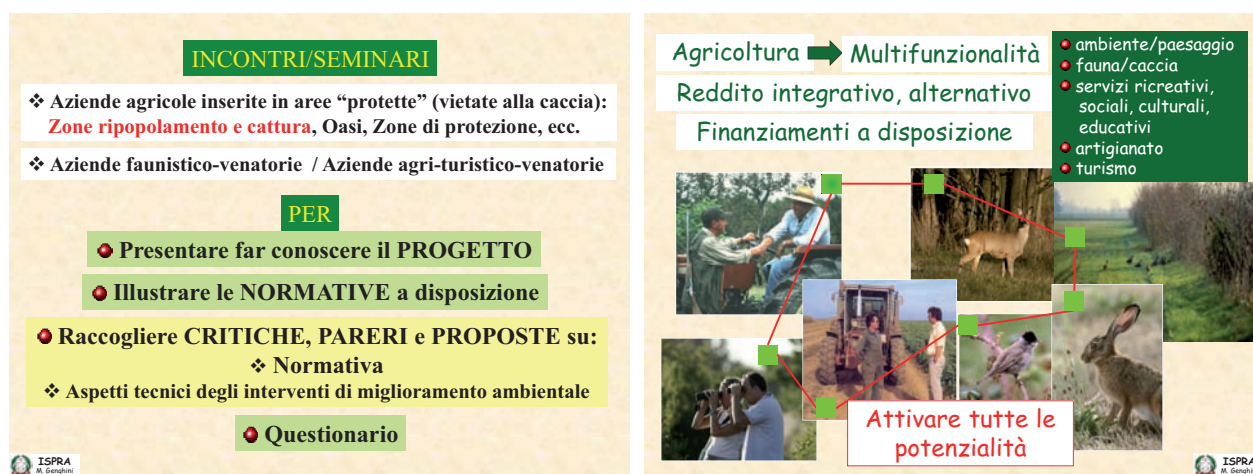 INCONTRI/SEMINARI
❖ Aziende agricole inserite in aree “protette” (vietate alla caccia):
Zone ripopolamento e cattura, Oasi, Zone di protezione, ecc.
❖ Aziende faunistico-venatorie / Aziende agri-turistico-venatorie
PER
Presentare far conoscere il PROGETTO
Illustrare le NORMATIVE a disposizione
Raccogliere CRITICHE, PARERI e PROPOSTE su:
❖ Normativa
❖ Aspetti tecnici degli interventi di miglioramento ambientale
Questionario
ISPRA
M. Genghini
Agricoltura
Multifunzionalità
Reddito integrativo, alternativo
Finanziamenti a disposizione
ambiente/paesaggio
fauna/caccia
servizi ricreativi,
sociali, culturali,
educativi
artigianato
turismo
Attivare tutte le
potenzialità
ISPRA
M. Genghini